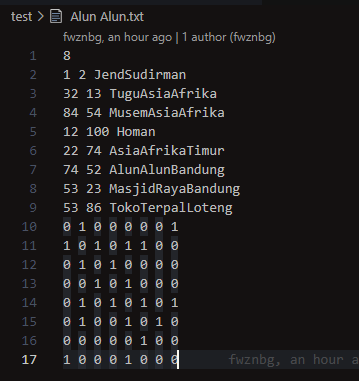 test > Alun Alun.txt
fwznbg, an hour ago | 1 author (fwznbg)
1 8
2 1 2 JendSudirman
3 32 13 TuguAsiaAfrika
4 84 54 MusemAsiaAfrika
5 12 100 Homan
6 22 74 AsiaAfrikaTimur
7 74 52 AlunAlunBandung
8 53 23 MasjidRayaBandung
9 53 86 TokoTerpalLoteng
10 0 1 0 0 0 0 0 1
11 1 0 1 0 1 1 0 0
12 0 1 0 1 0 0 0 0
13 0 0 1 0 1 0 0 0
14 0 1 0 1 0 1 0 1
15 0 1 0 0 1 0 1 0
16 0 0 0 0 0 1 0 0
17 1 0 0 0 1 0 0 0 fwznbg, an hour a